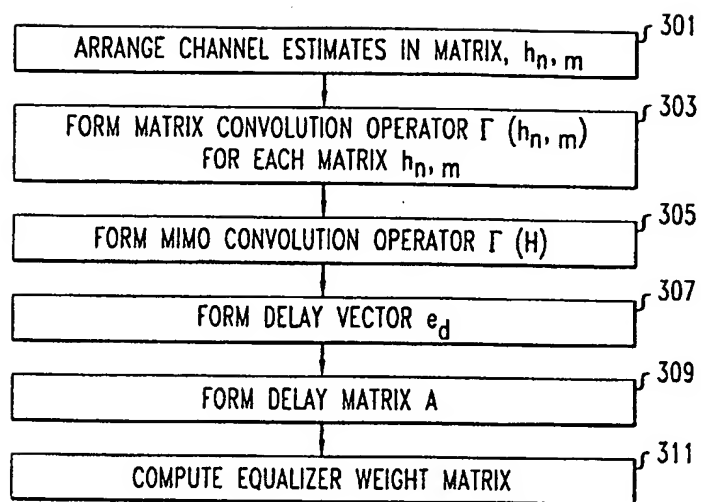 301
ARRANGE CHANNEL ESTIMATES IN MATRIX, hn,m
303
FORM MATRIX CONVOLUTION OPERATOR Γ (hn,m)
FOR EACH MATRIX hn,m
305
FORM MIMO CONVOLUTION OPERATOR Γ (H)
307
FORM DELAY VECTOR ed
309
FORM DELAY MATRIX A
311
COMPUTE EQUALIZER WEIGHT MATRIX